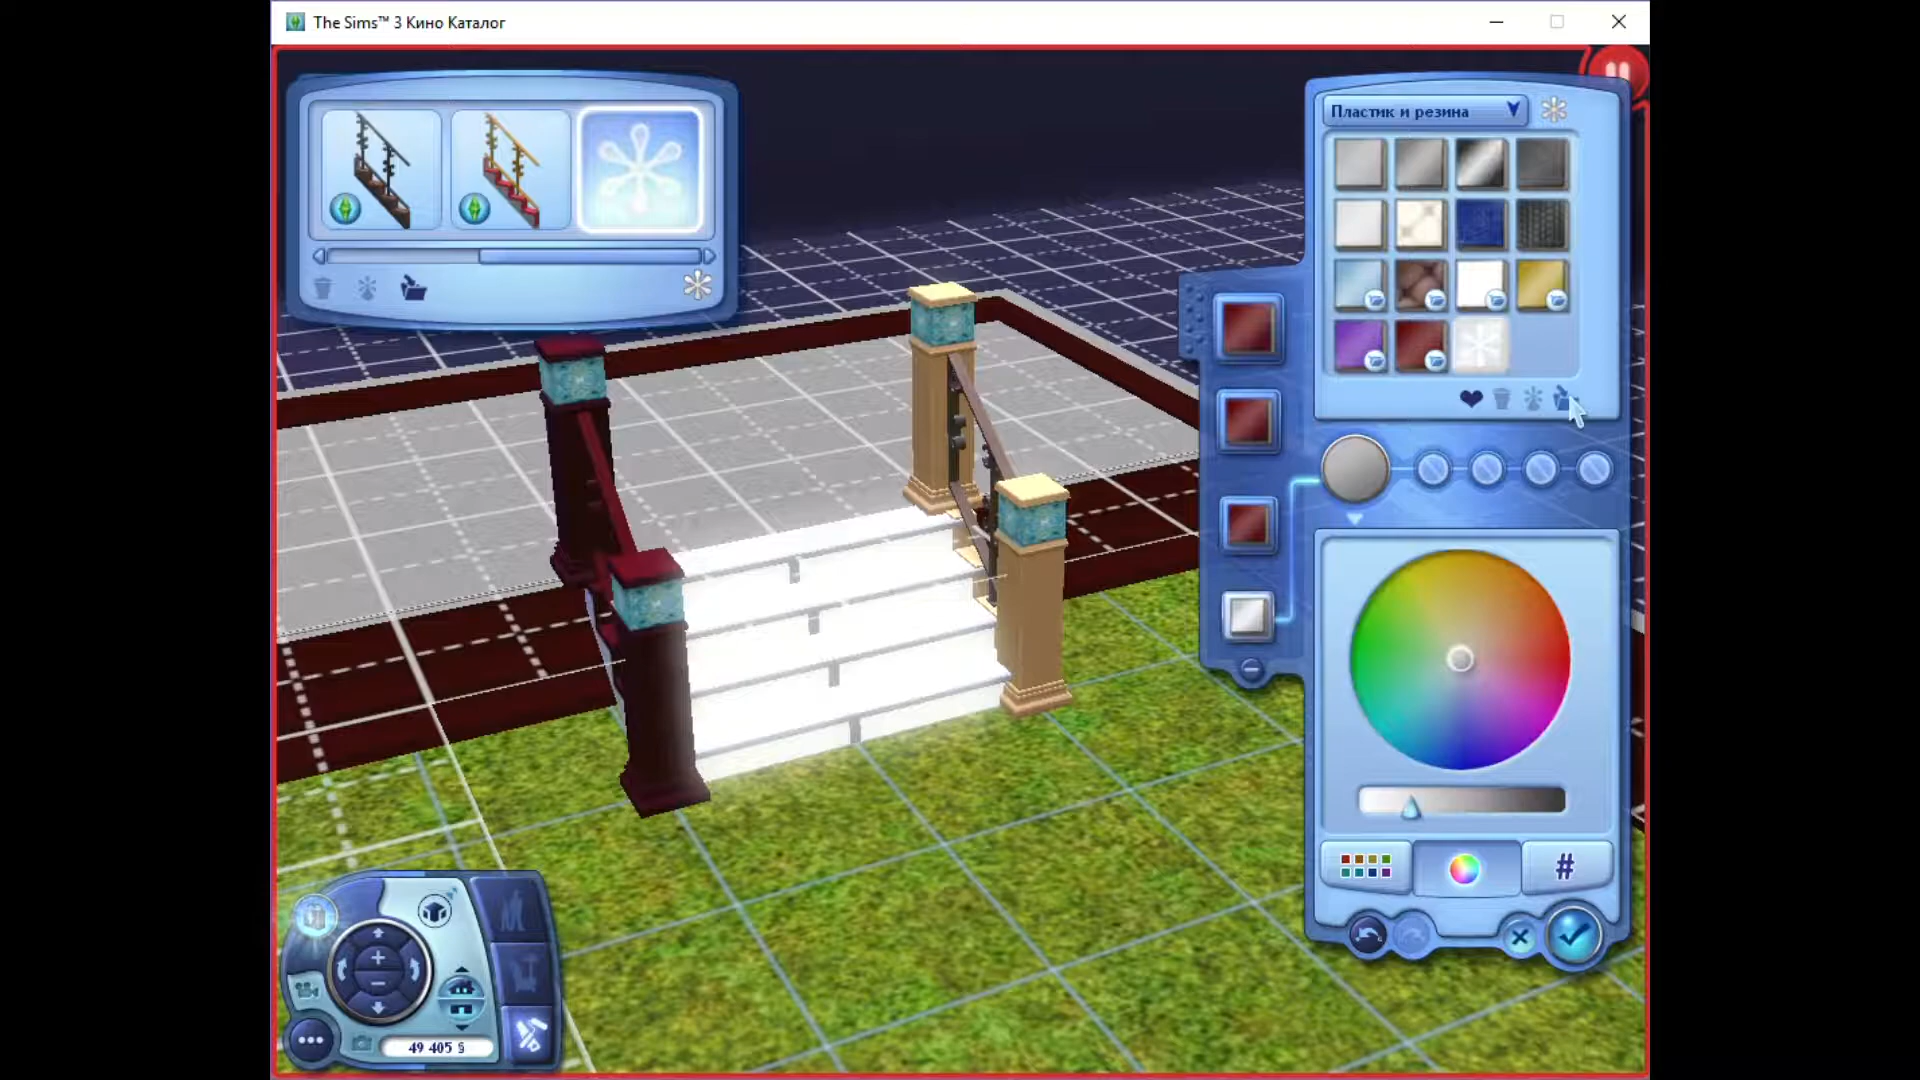 The Sims™ 3 Кино Каталог
Пластик и резина
#
49 405 §